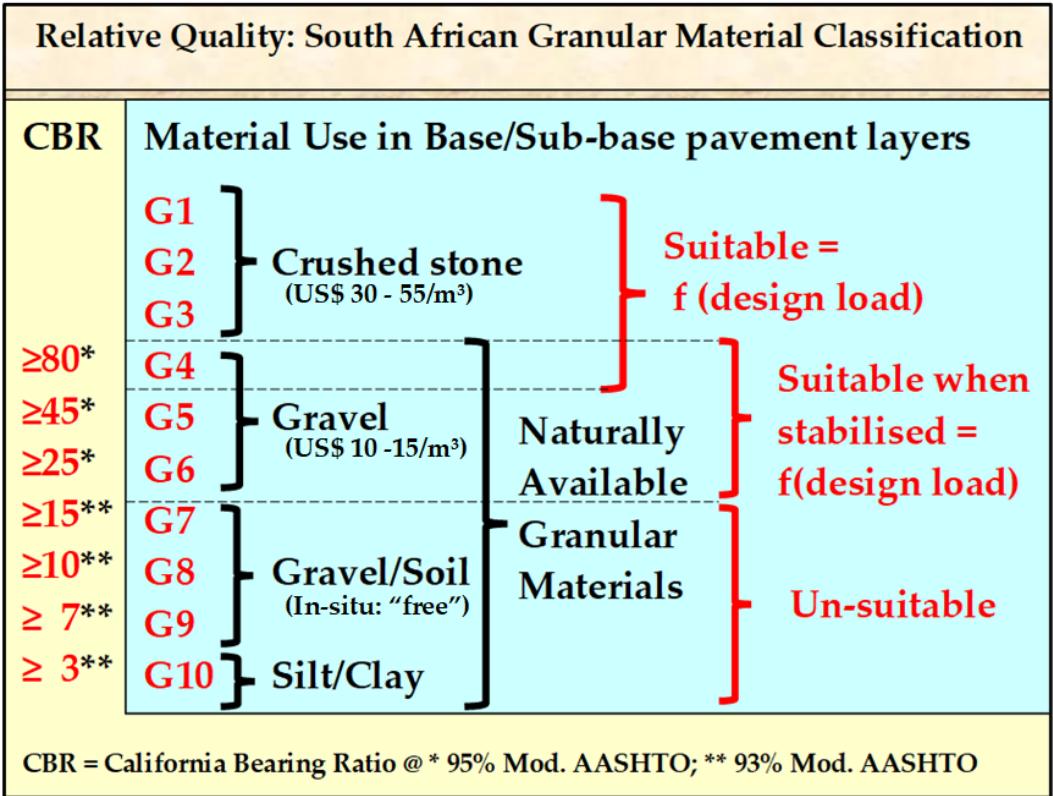 Relative Quality: South African Granular Material Classification
CBR
Material Use in Base/Sub-base pavement layers
G1
G2
G3
Crushed stone
(US$ 30 - 55/m³)
Suitable =
f (design load)
≥80* G4
≥45* G5
≥25* G6
Gravel
(US$ 10 -15/m³)
Naturally
Available
Granular
Materials
Suitable when
stabilised =
f(design load)
≥15** G7
≥10** G8
≥ 7** G9
Gravel/Soil
(In-situ: “free”)
Un-suitable
≥ 3** G10 Silt/Clay
CBR = California Bearing Ratio @ * 95% Mod. AASHTO; ** 93% Mod. AASHTO